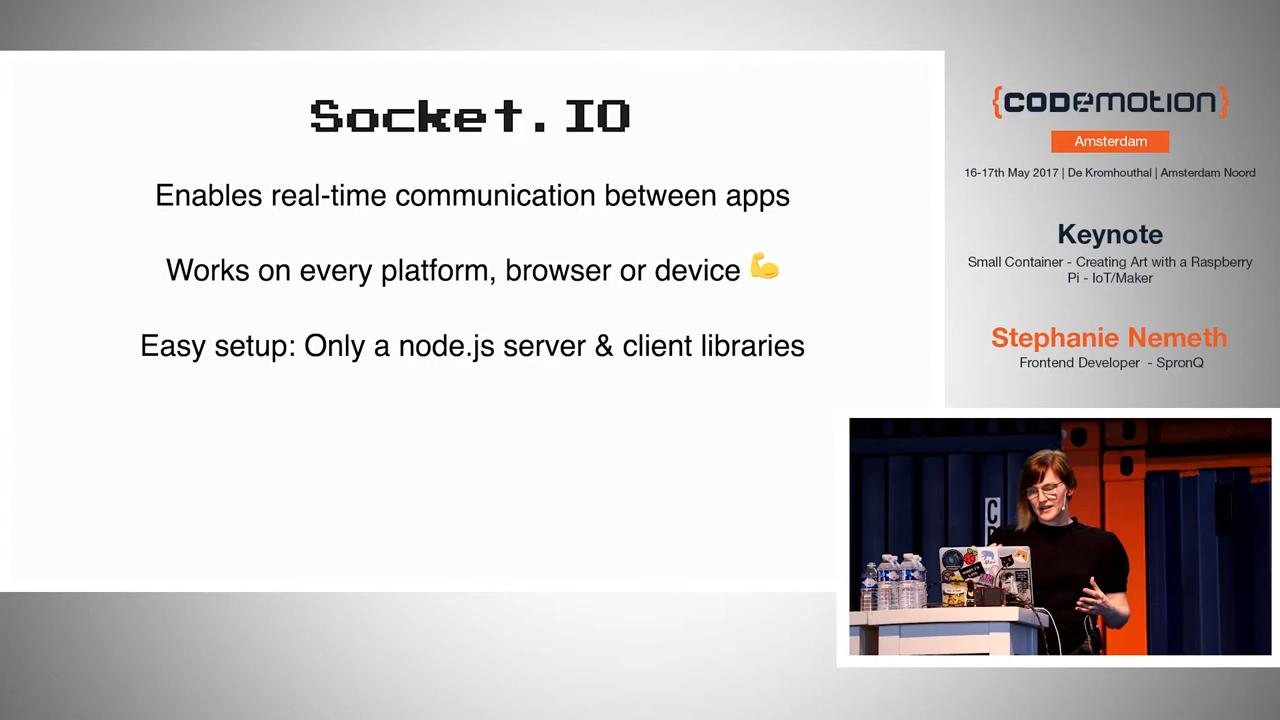 Socket.IO
Enables real-time communication between apps
Works on every platform, browser or device 💪
Easy setup: Only a node.js server & client libraries
{CODEMOTION}
Amsterdam
16-17th May 2017 | De Kromhouthal | Amsterdam Noord
Keynote
Small Container - Creating Art with a Raspberry
Pi - IoT/Maker
Stephanie Nemeth
Frontend Developer - SpronQ